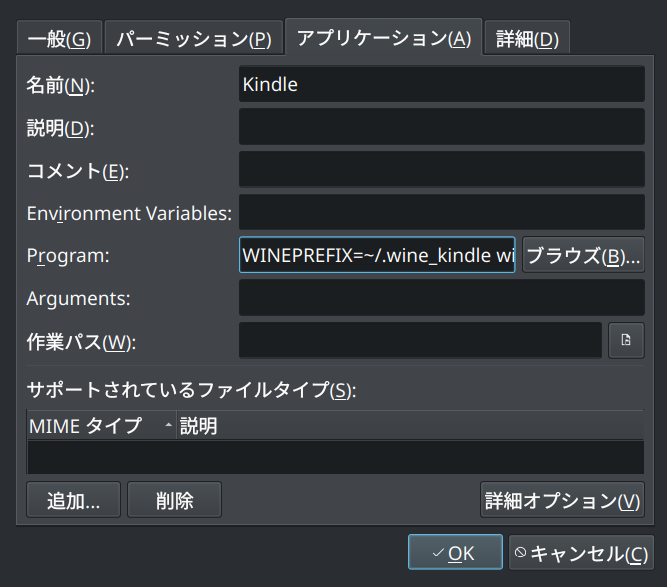 一般(G) パーミッション(P) アプリケーション(A) 詳細(D)
名前(N): Kindle
説明(D):
コメント(E):
Environment Variables:
Program: WINEPREFIX=~/.wine_kindle wi ブラウズ(B)...
Arguments:
作業パス(W):
サポートされているファイルタイプ(S):
MIME タイプ 説明
追加... 削除 詳細オプション(V)
OK キャンセル(C)